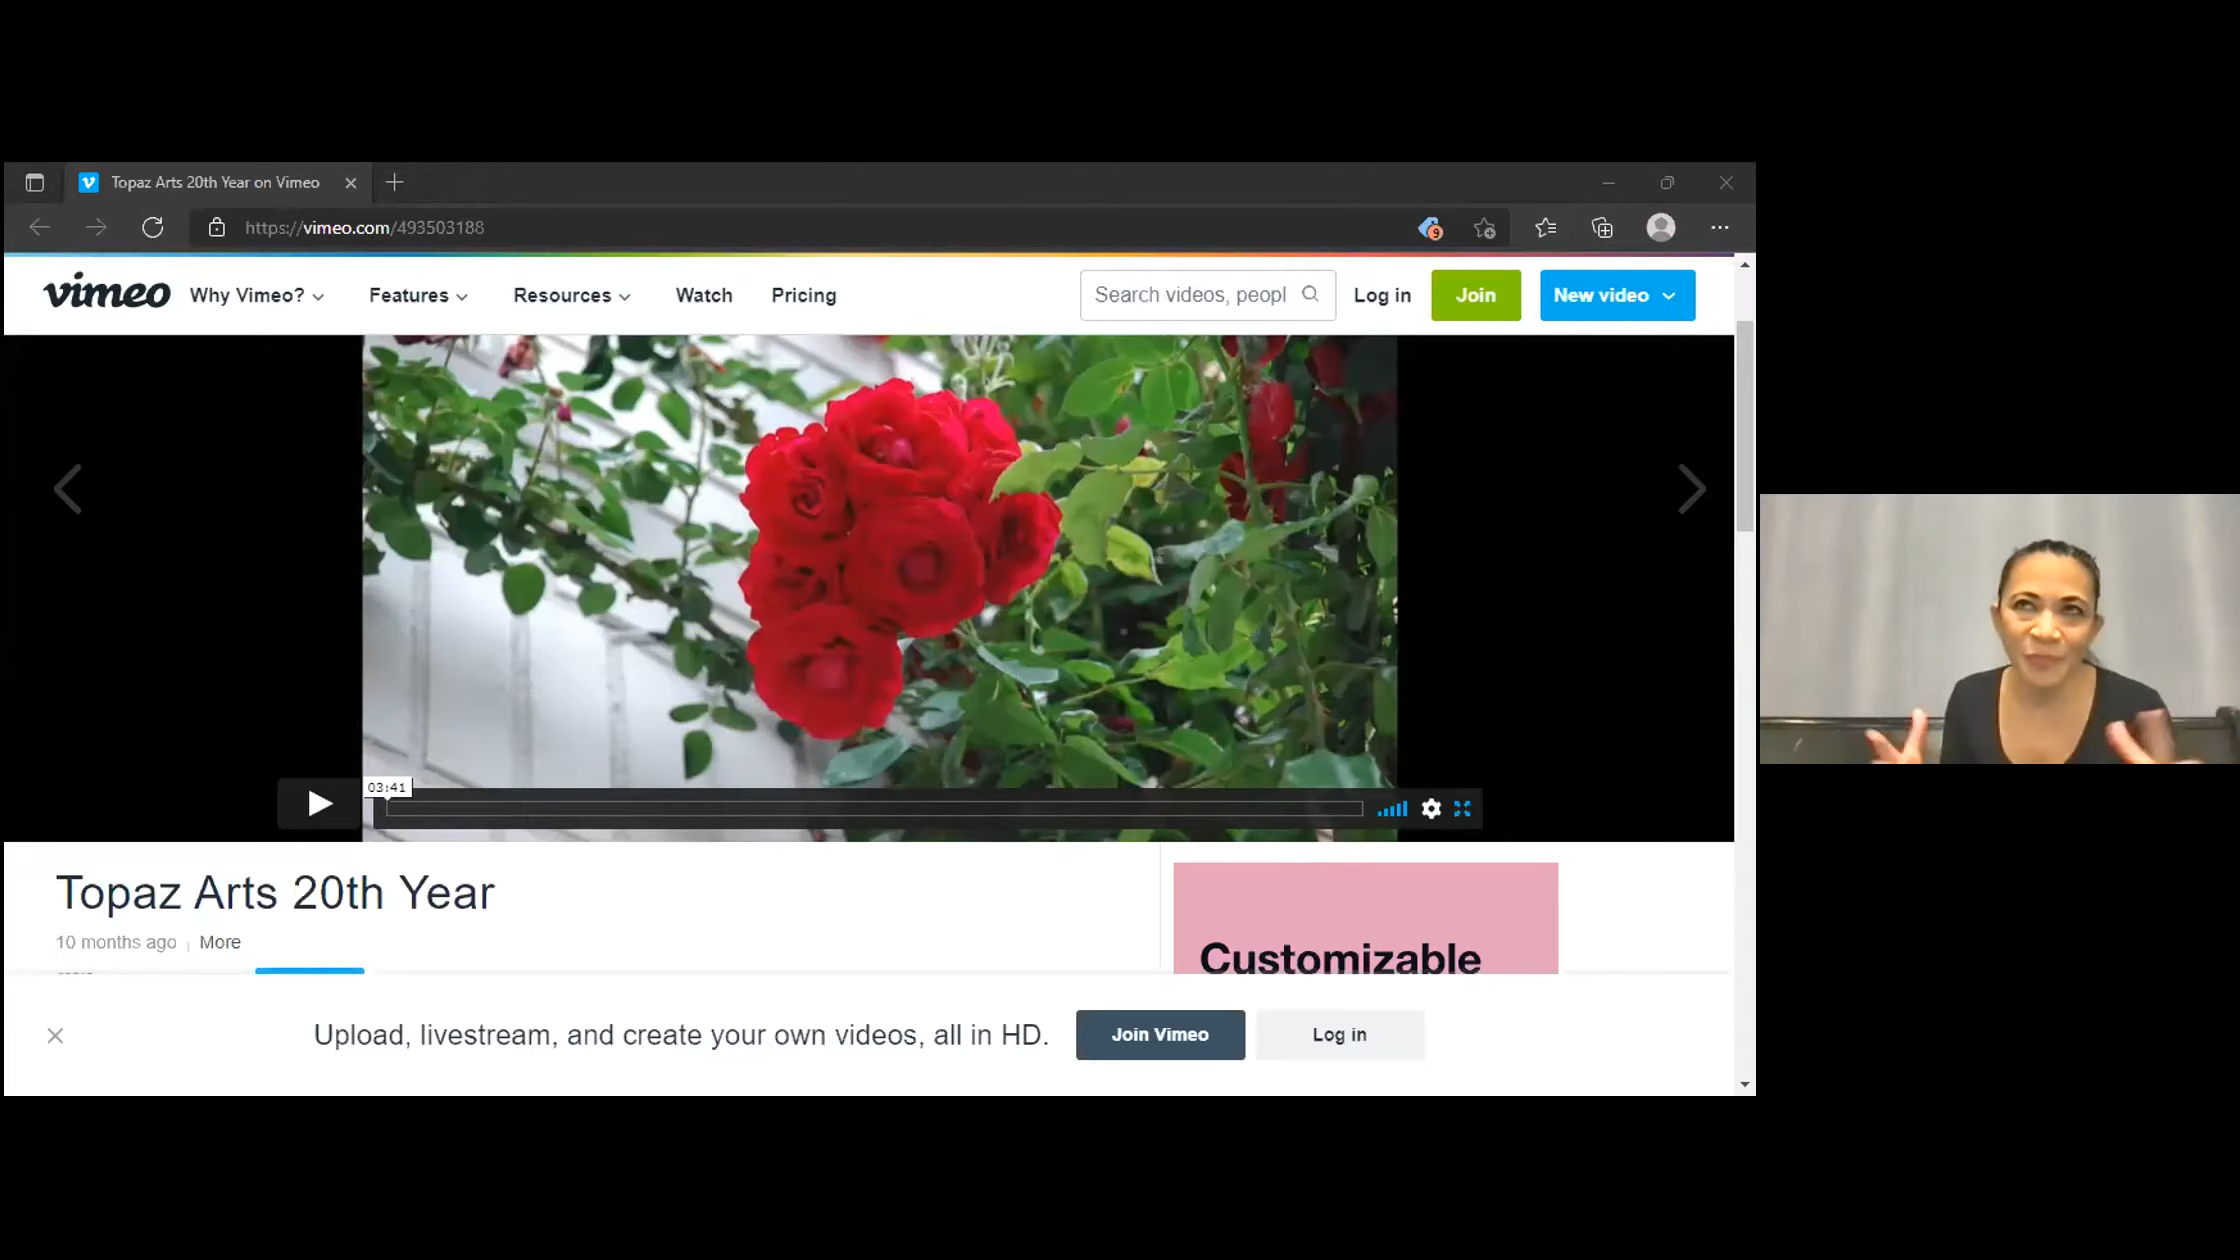 Topaz Arts 20th Year on Vimeo
https://vimeo.com/493503188
9
vimeo Why Vimeo? Features Resources Watch Pricing Search videos, peopl Log in Join New video
03:41
Topaz Arts 20th Year
10 months ago | More
Customizable
Upload, livestream, and create your own videos, all in HD. Join Vimeo Log in